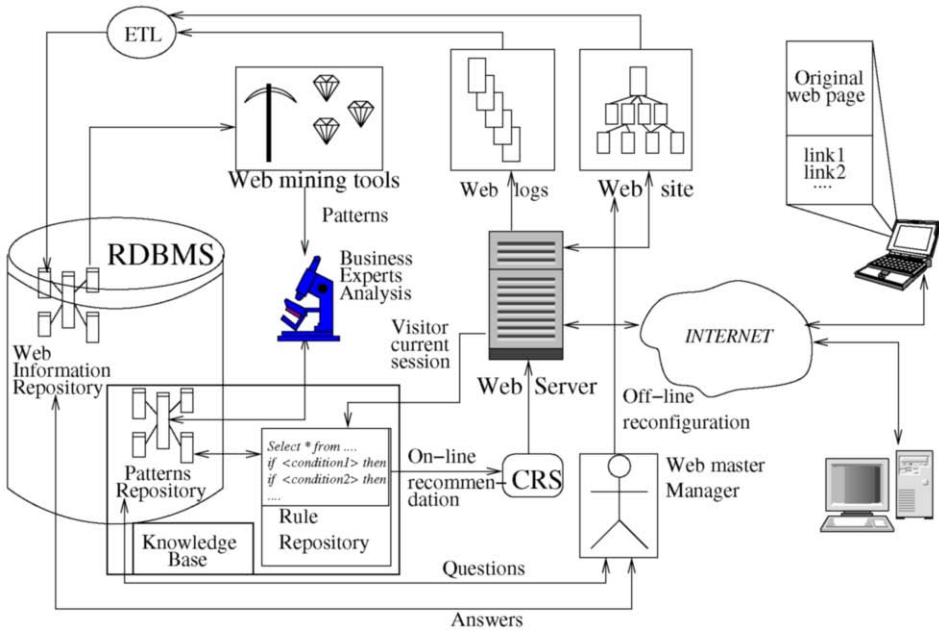 ETL
Original
web page
link1
link2
....
Web mining tools
Web logs
Web site
Patterns
RDBMS
Business
Experts
Analysis
Visitor
current
session
INTERNET
Web
Information
Repository
Web Server
Off-line
reconfiguration
Patterns
Repository
Select * from ....
if <condition1> then
if <condition2> then
....
Rule
Repository
On-line
recommen-
dation
CRS
Web master
Manager
Knowledge
Base
Questions
Answers